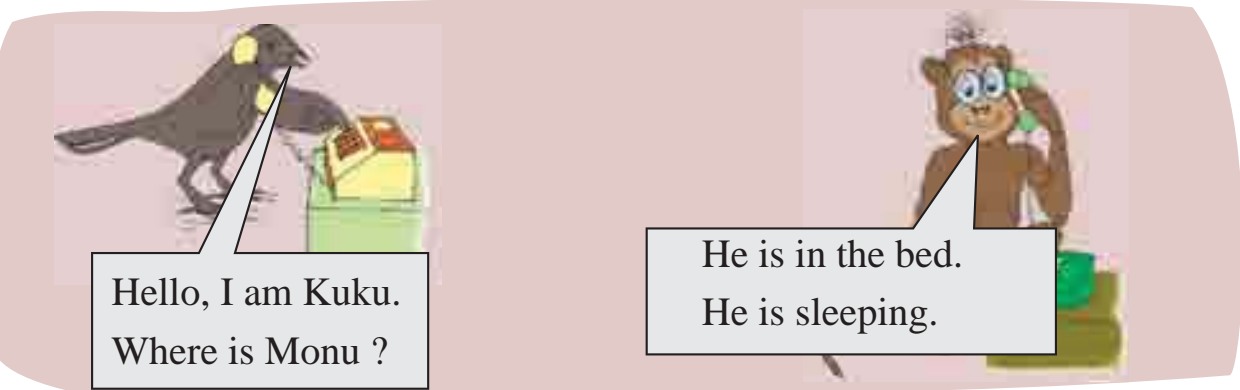 Hello, I am Kuku.
Where is Monu ?
He is in the bed.
He is sleeping.